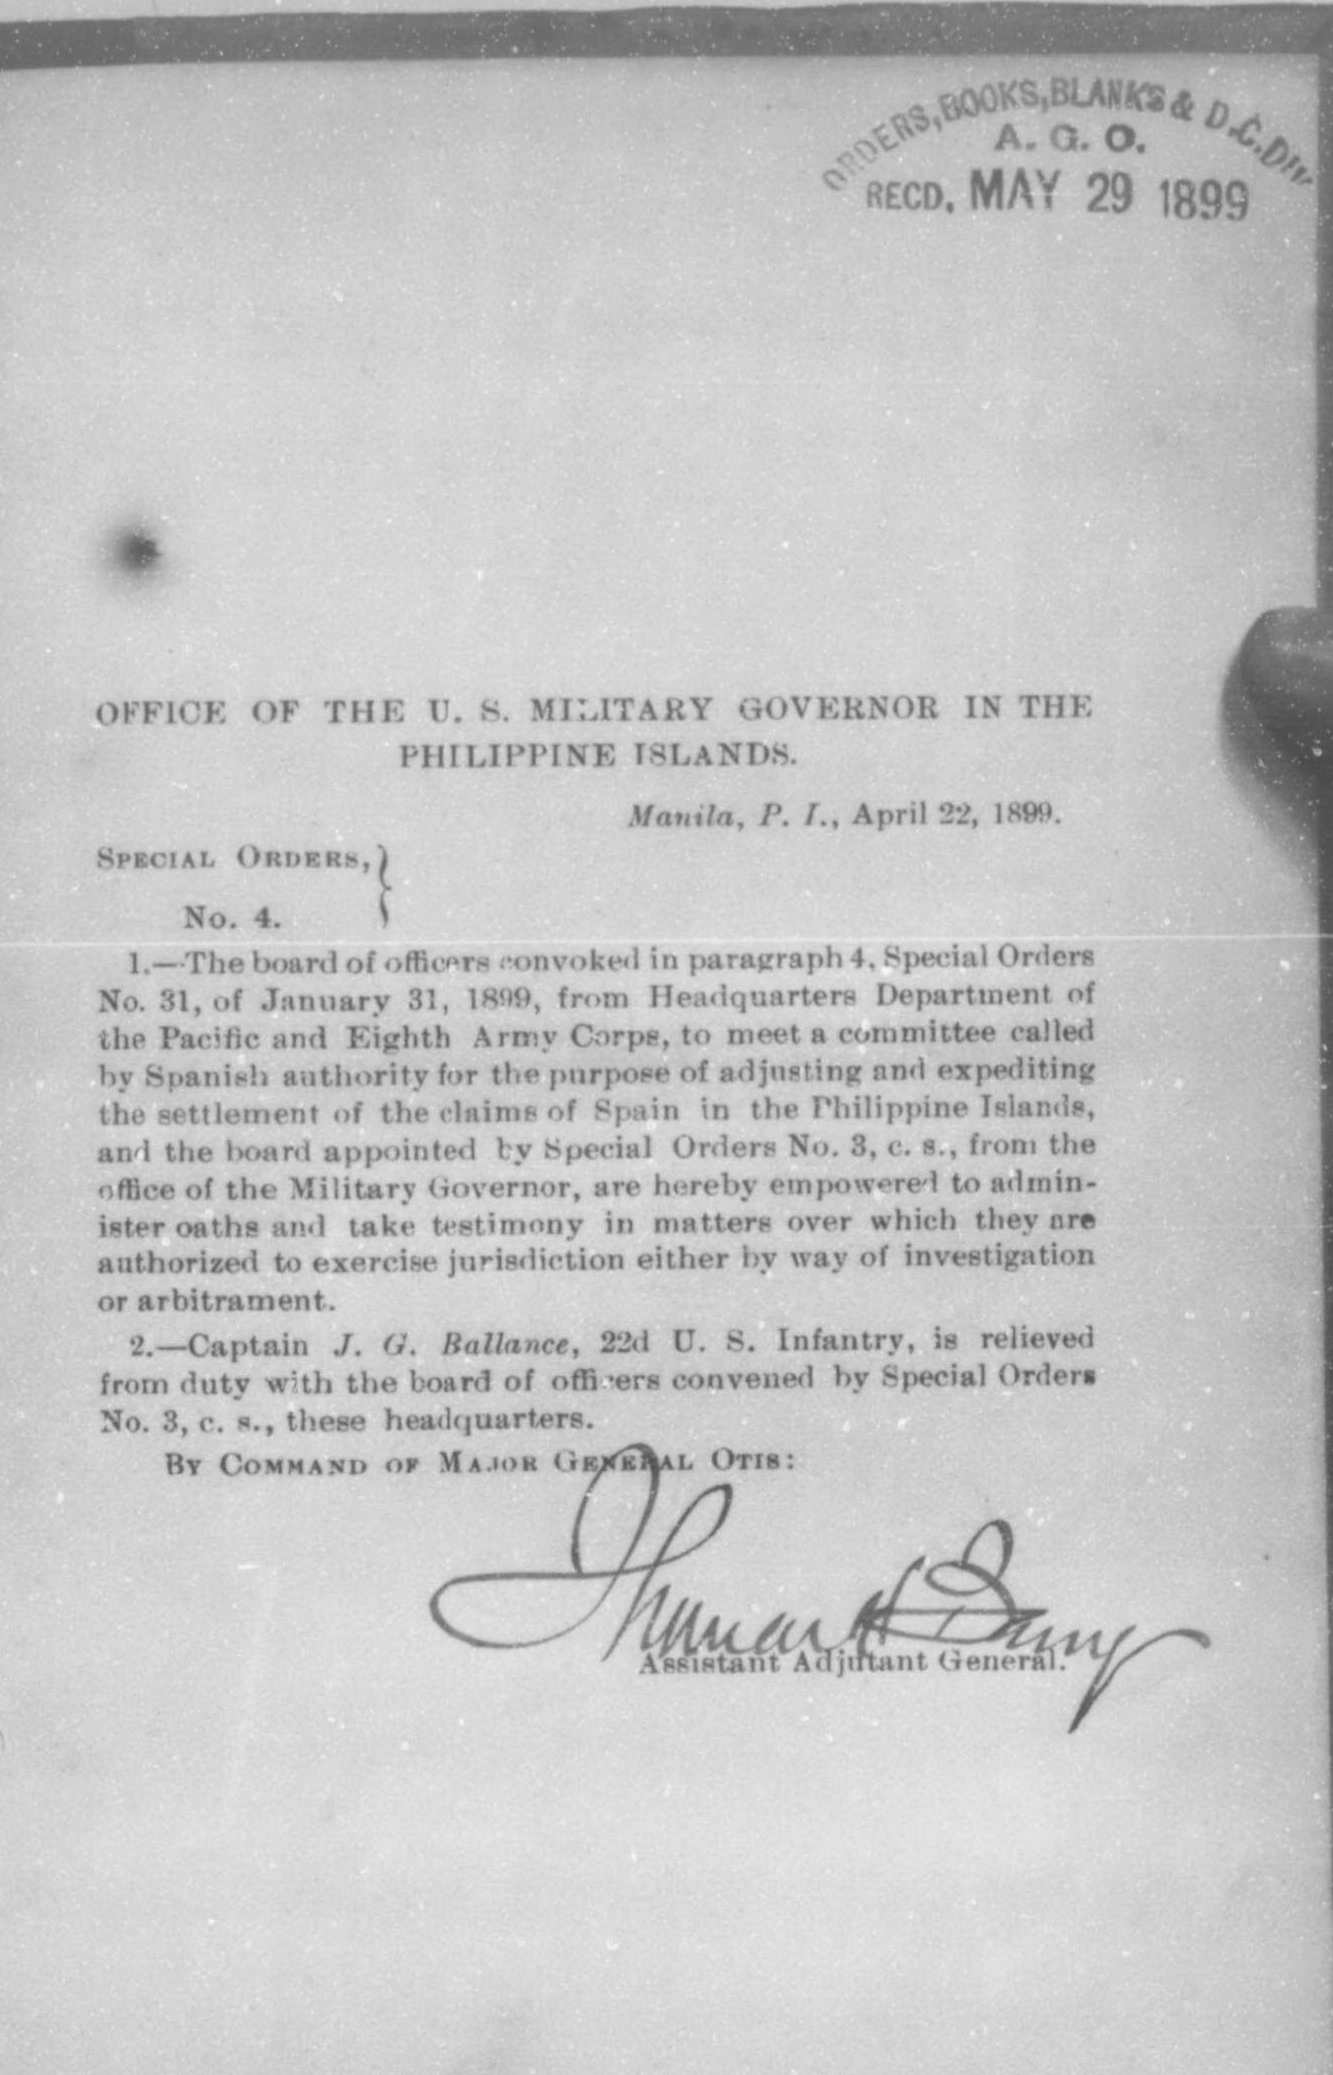 ORDERS, BOOKS, BLANKS & D.C. DIV
A. G. O.
RECD. MAY 29 1899
OFFICE OF THE U. S. MILITARY GOVERNOR IN THE
PHILIPPINE ISLANDS.
Manila, P. I., April 22, 1899.
SPECIAL ORDERS,
No. 4.
1.—The board of officers convoked in paragraph 4, Special Orders
No. 31, of January 31, 1899, from Headquarters Department of
the Pacific and Eighth Army Corps, to meet a committee called
by Spanish authority for the purpose of adjusting and expediting
the settlement of the claims of Spain in the Philippine Islands,
and the board appointed by Special Orders No. 3, c. s., from the
office of the Military Governor, are hereby empowered to admin-
ister oaths and take testimony in matters over which they are
authorized to exercise jurisdiction either by way of investigation
or arbitrament.
2.—Captain J. G. Ballance, 22d U. S. Infantry, is relieved
from duty with the board of officers convened by Special Orders
No. 3, c. s., these headquarters.
BY COMMAND OF MAJOR GENERAL OTIS:
Thomas H Barry
Assistant Adjutant General.